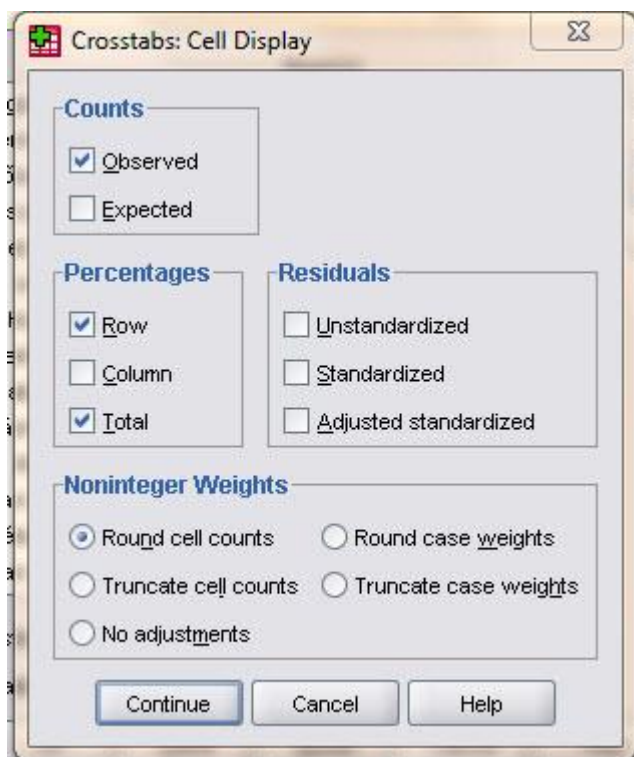 Crosstabs: Cell Display
Counts
Observed
Expected
Percentages
Row
Column
Total
Residuals
Unstandardized
Standardized
Adjusted standardized
Noninteger Weights
Round cell counts
Round case weights
Truncate cell counts
Truncate case weights
No adjustments
Continue
Cancel
Help